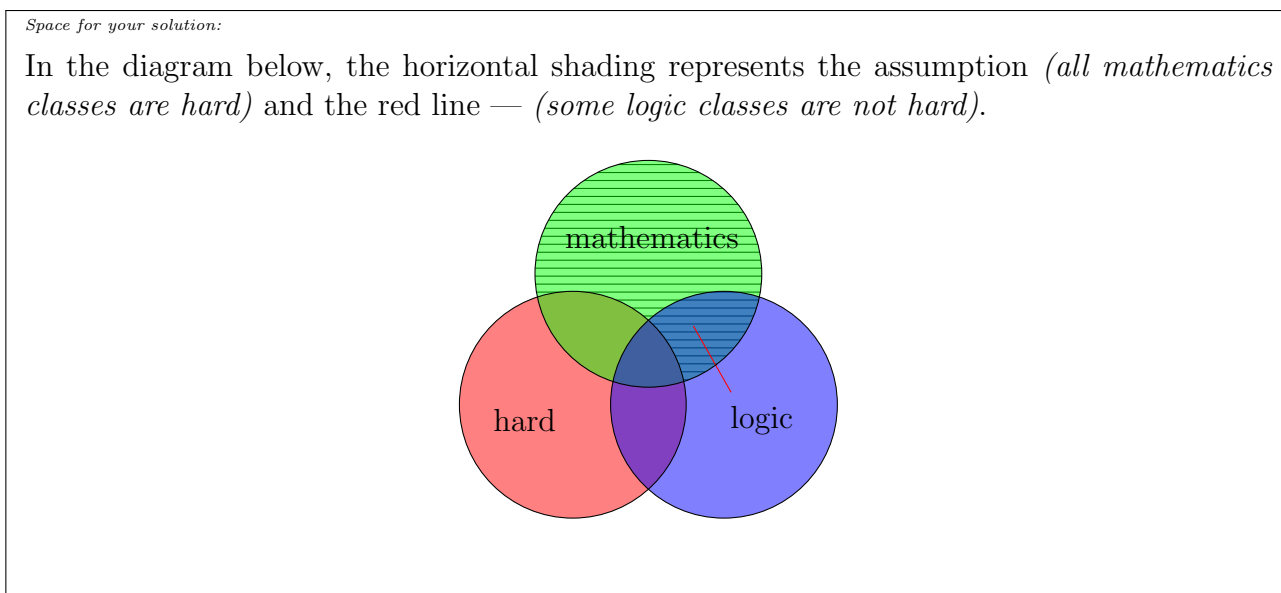 Space for your solution:
In the diagram below, the horizontal shading represents the assumption (all mathematics
classes are hard) and the red line — (some logic classes are not hard).
mathematics
hard
logic